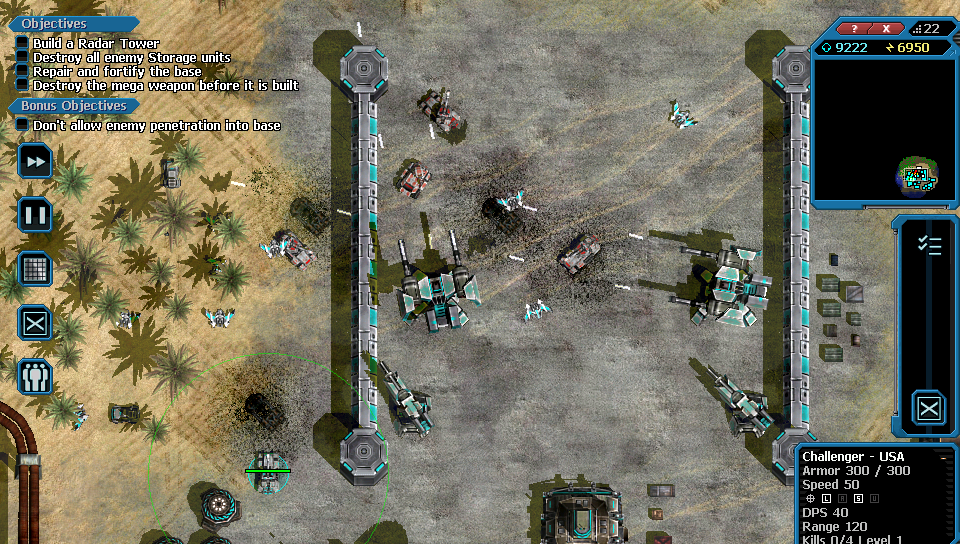 Objectives
Build a Radar Tower
Destroy all enemy Storage units
Repair and fortify the base
Destroy the mega weapon before it is built
Bonus Objectives
Don't allow enemy penetration into base
? X 22
9222 6950
Challenger - USA
Armor 300 / 300
Speed 50
L A S U
DPS 40
Range 120
Kills 0/4 Level 1